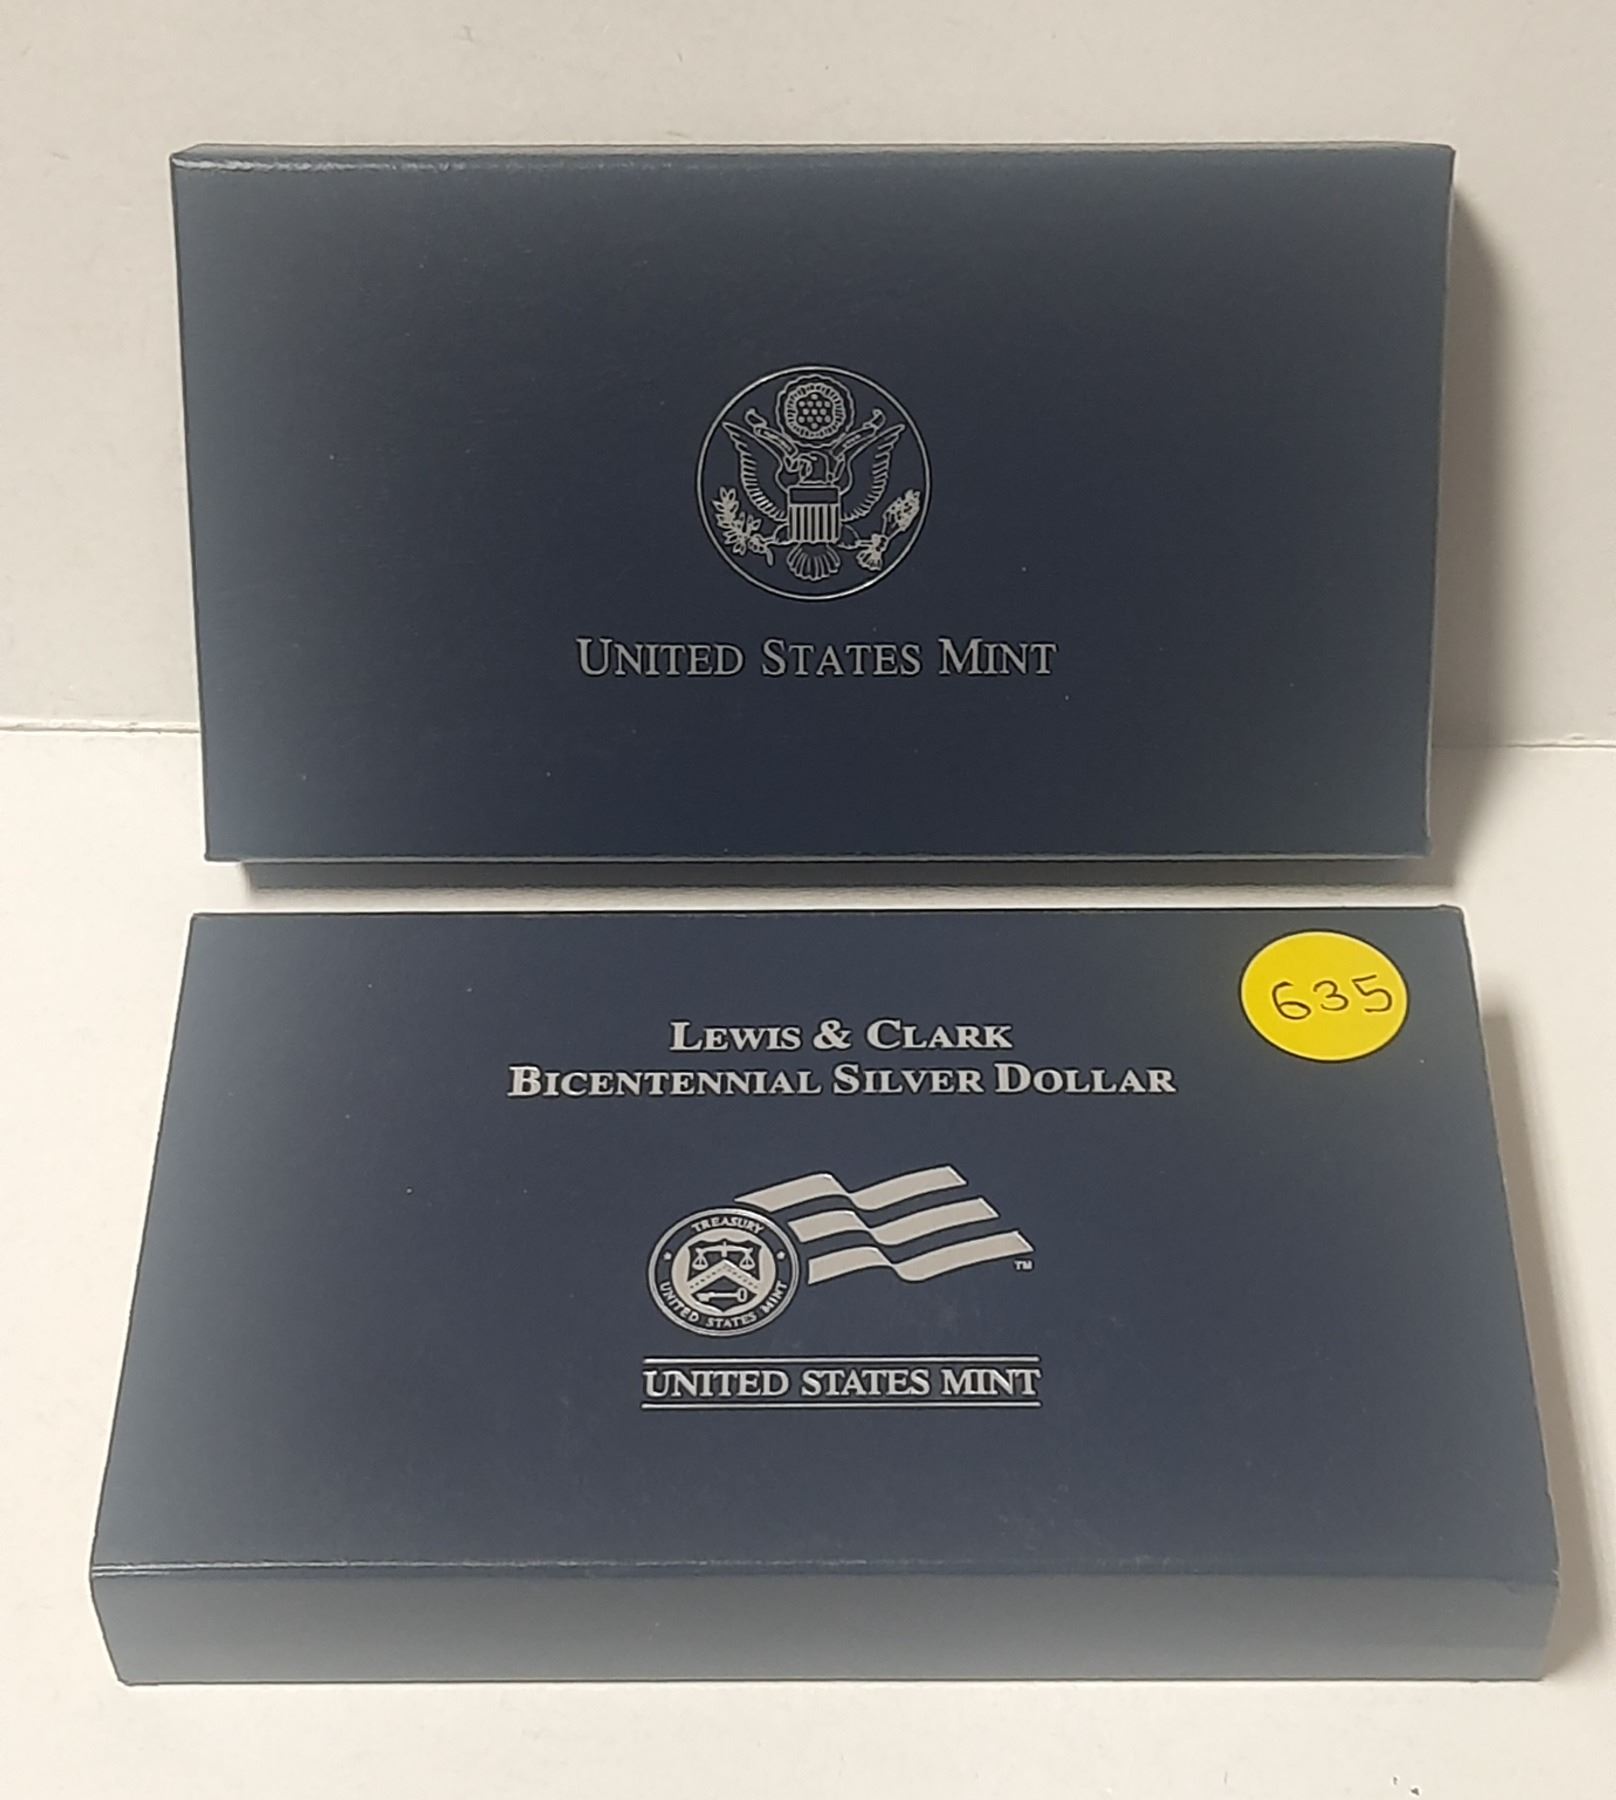 UNITED STATES MINT
635
LEWIS & CLARK
BICENTENNIAL SILVER DOLLAR
TREASURY
UNITED STATES MINT
TM
UNITED STATES MINT